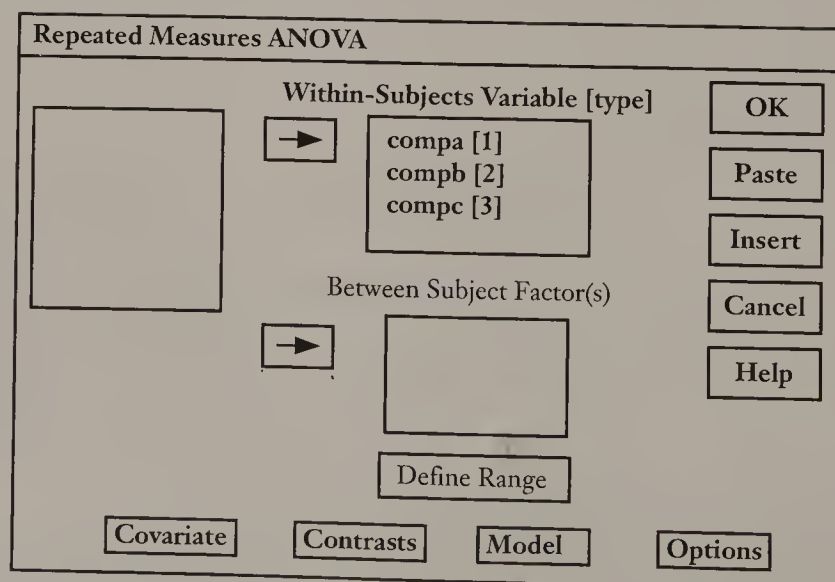 Repeated Measures ANOVA
Within-Subjects Variable [type]
compa [1]
compb [2]
compc [3]
Between Subject Factor(s)
Define Range
OK
Paste
Insert
Cancel
Help
Covariate
Contrasts
Model
Options